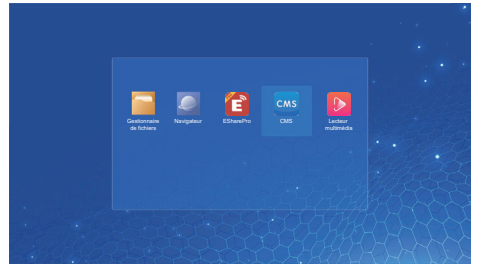 E
CMS
Gestionnaire
de fichiers
Navigateur
ESharePro
CMS
Lecteur
multimédia